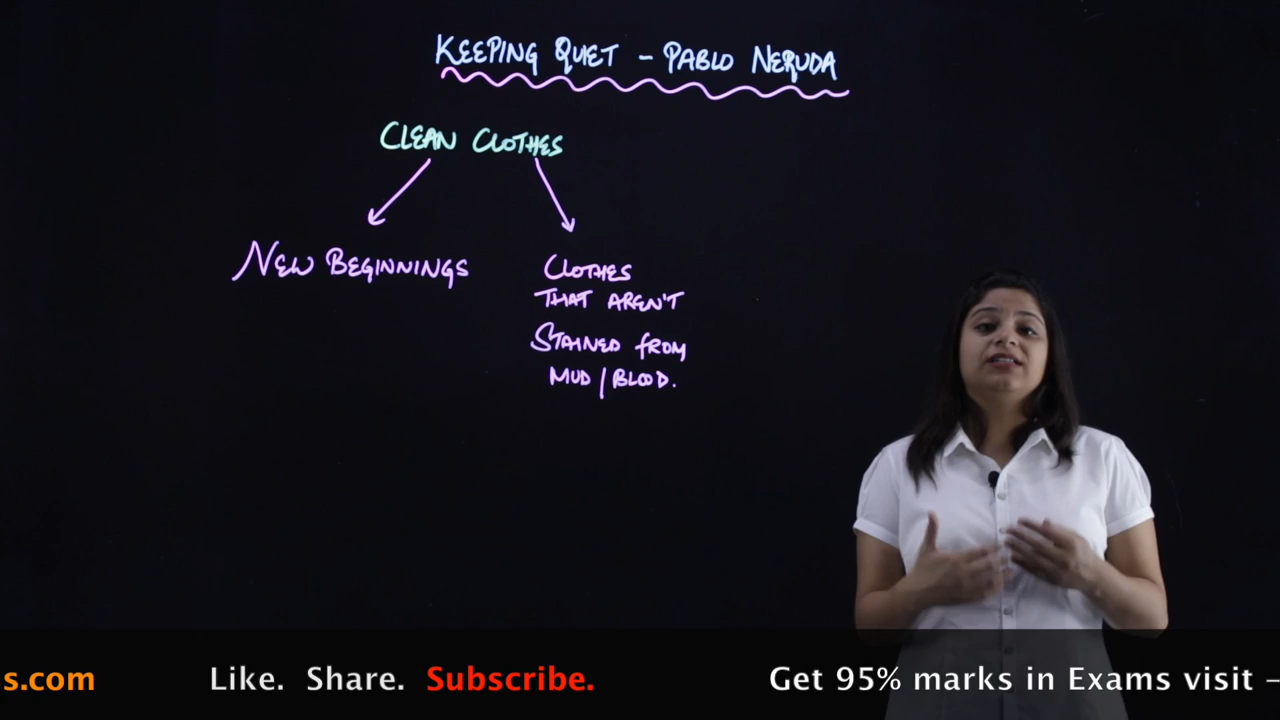 KEEPING QUIET - PABLO NERUDA
CLEAN CLOTHES
NEW BEGINNINGS
CLOTHES
THAT AREN'T
STAINED FROM
MUD/BLOOD.
s.com Like. Share. Subscribe. Get 95% marks in Exams visit -